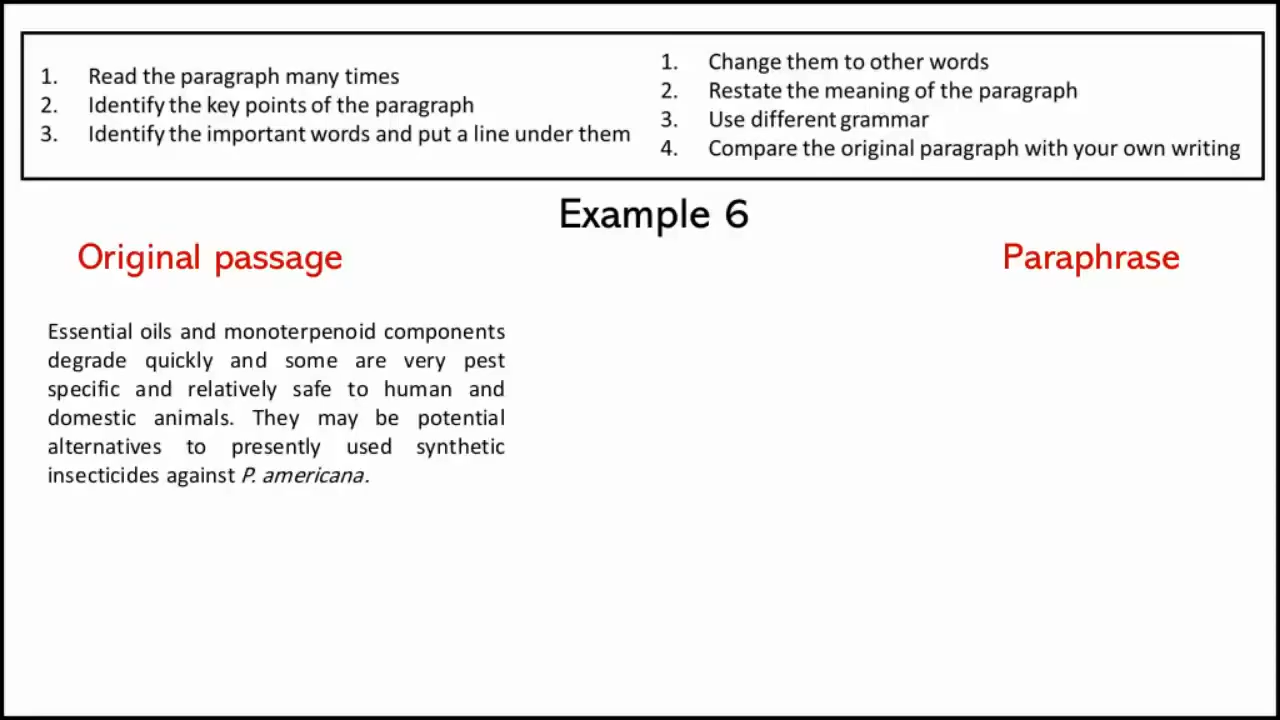 1. Read the paragraph many times
2. Identify the key points of the paragraph
3. Identify the important words and put a line under them
1. Change them to other words
2. Restate the meaning of the paragraph
3. Use different grammar
4. Compare the original paragraph with your own writing
Example 6
Original passage
Paraphrase
Essential oils and monoterpenoid components
degrade quickly and some are very pest
specific and relatively safe to human and
domestic animals. They may be potential
alternatives to presently used synthetic
insecticides against P. americana.